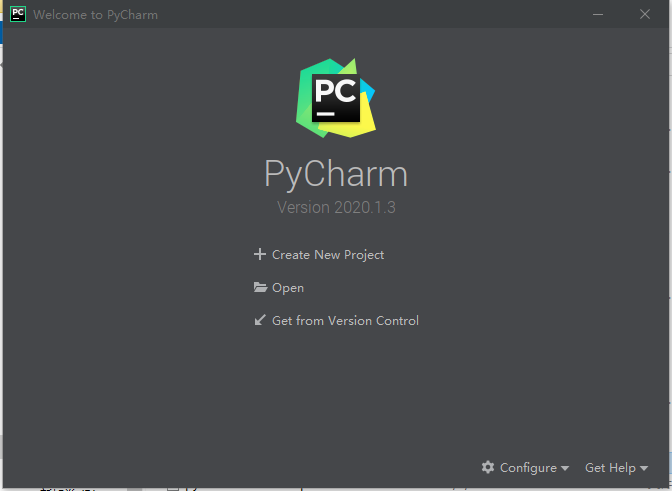 Welcome to PyCharm
PC
PyCharm
Version 2020.1.3
Create New Project
Open
Get from Version Control
Configure
Get Help